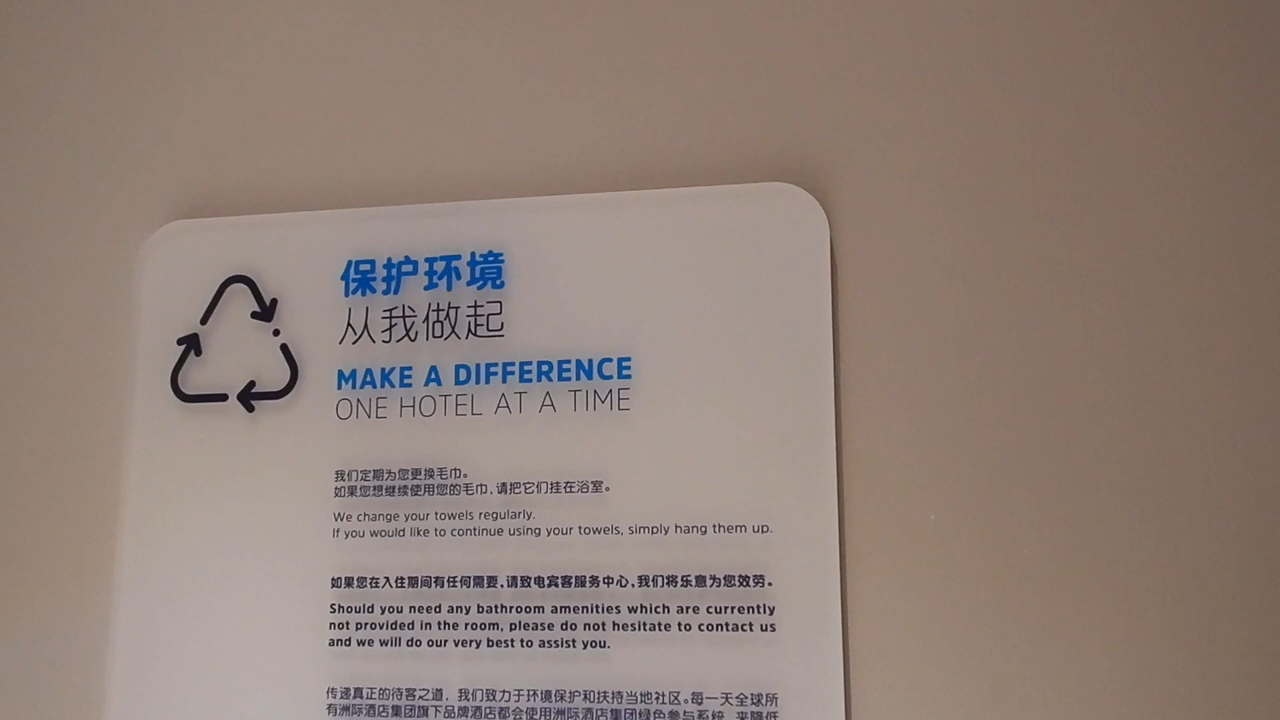 保护环境
从我做起
MAKE A DIFFERENCE
ONE HOTEL AT A TIME
我们定期为您更换毛巾。
如果您想继续使用您的毛巾,请把它们挂在浴室。
We change your towels regularly.
If you would like to continue using your towels, simply hang them up.
如果您在入住期间有任何需要,请致电宾客服务中心,我们将乐意为您效劳。
Should you need any bathroom amenities which are currently
not provided in the room, please do not hesitate to contact us
and we will do our very best to assist you.
传递真正的待客之道，我们致力于环境保护和扶持当地社区。每一天全球所
有洲际酒店集团旗下品牌酒店都会使用洲际酒店集团绿色参与系统，来降低